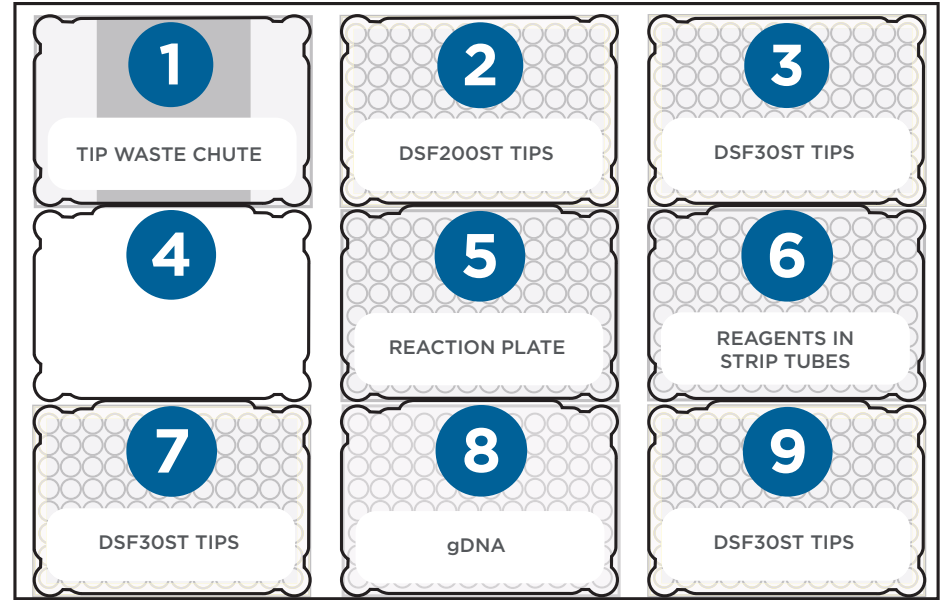 1
TIP WASTE CHUTE
2
DSF200ST TIPS
3
DSF30ST TIPS
4
5
REACTION PLATE
6
REAGENTS IN
STRIP TUBES
7
DSF30ST TIPS
8
gDNA
9
DSF30ST TIPS